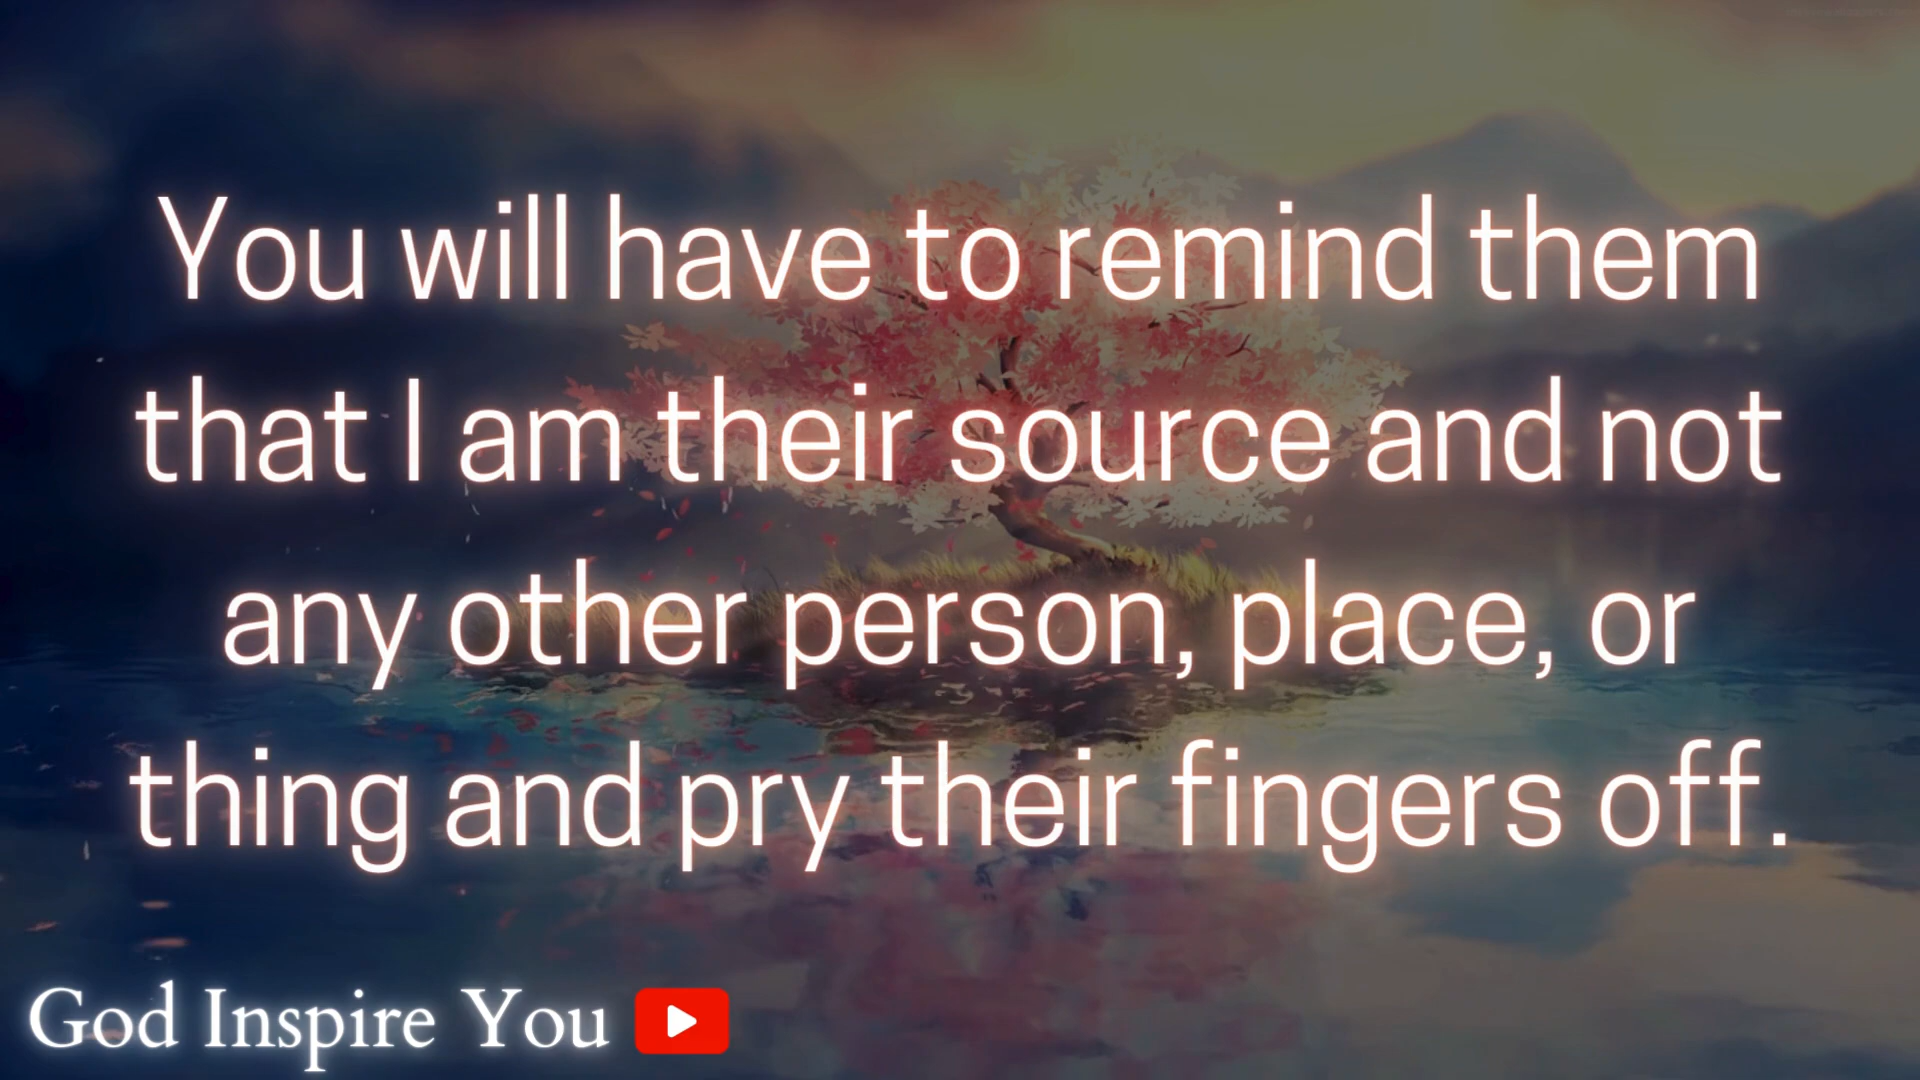 You will have to remind them
that I am their source and not
any other person, place, or
thing and pry their fingers off.
God Inspire You